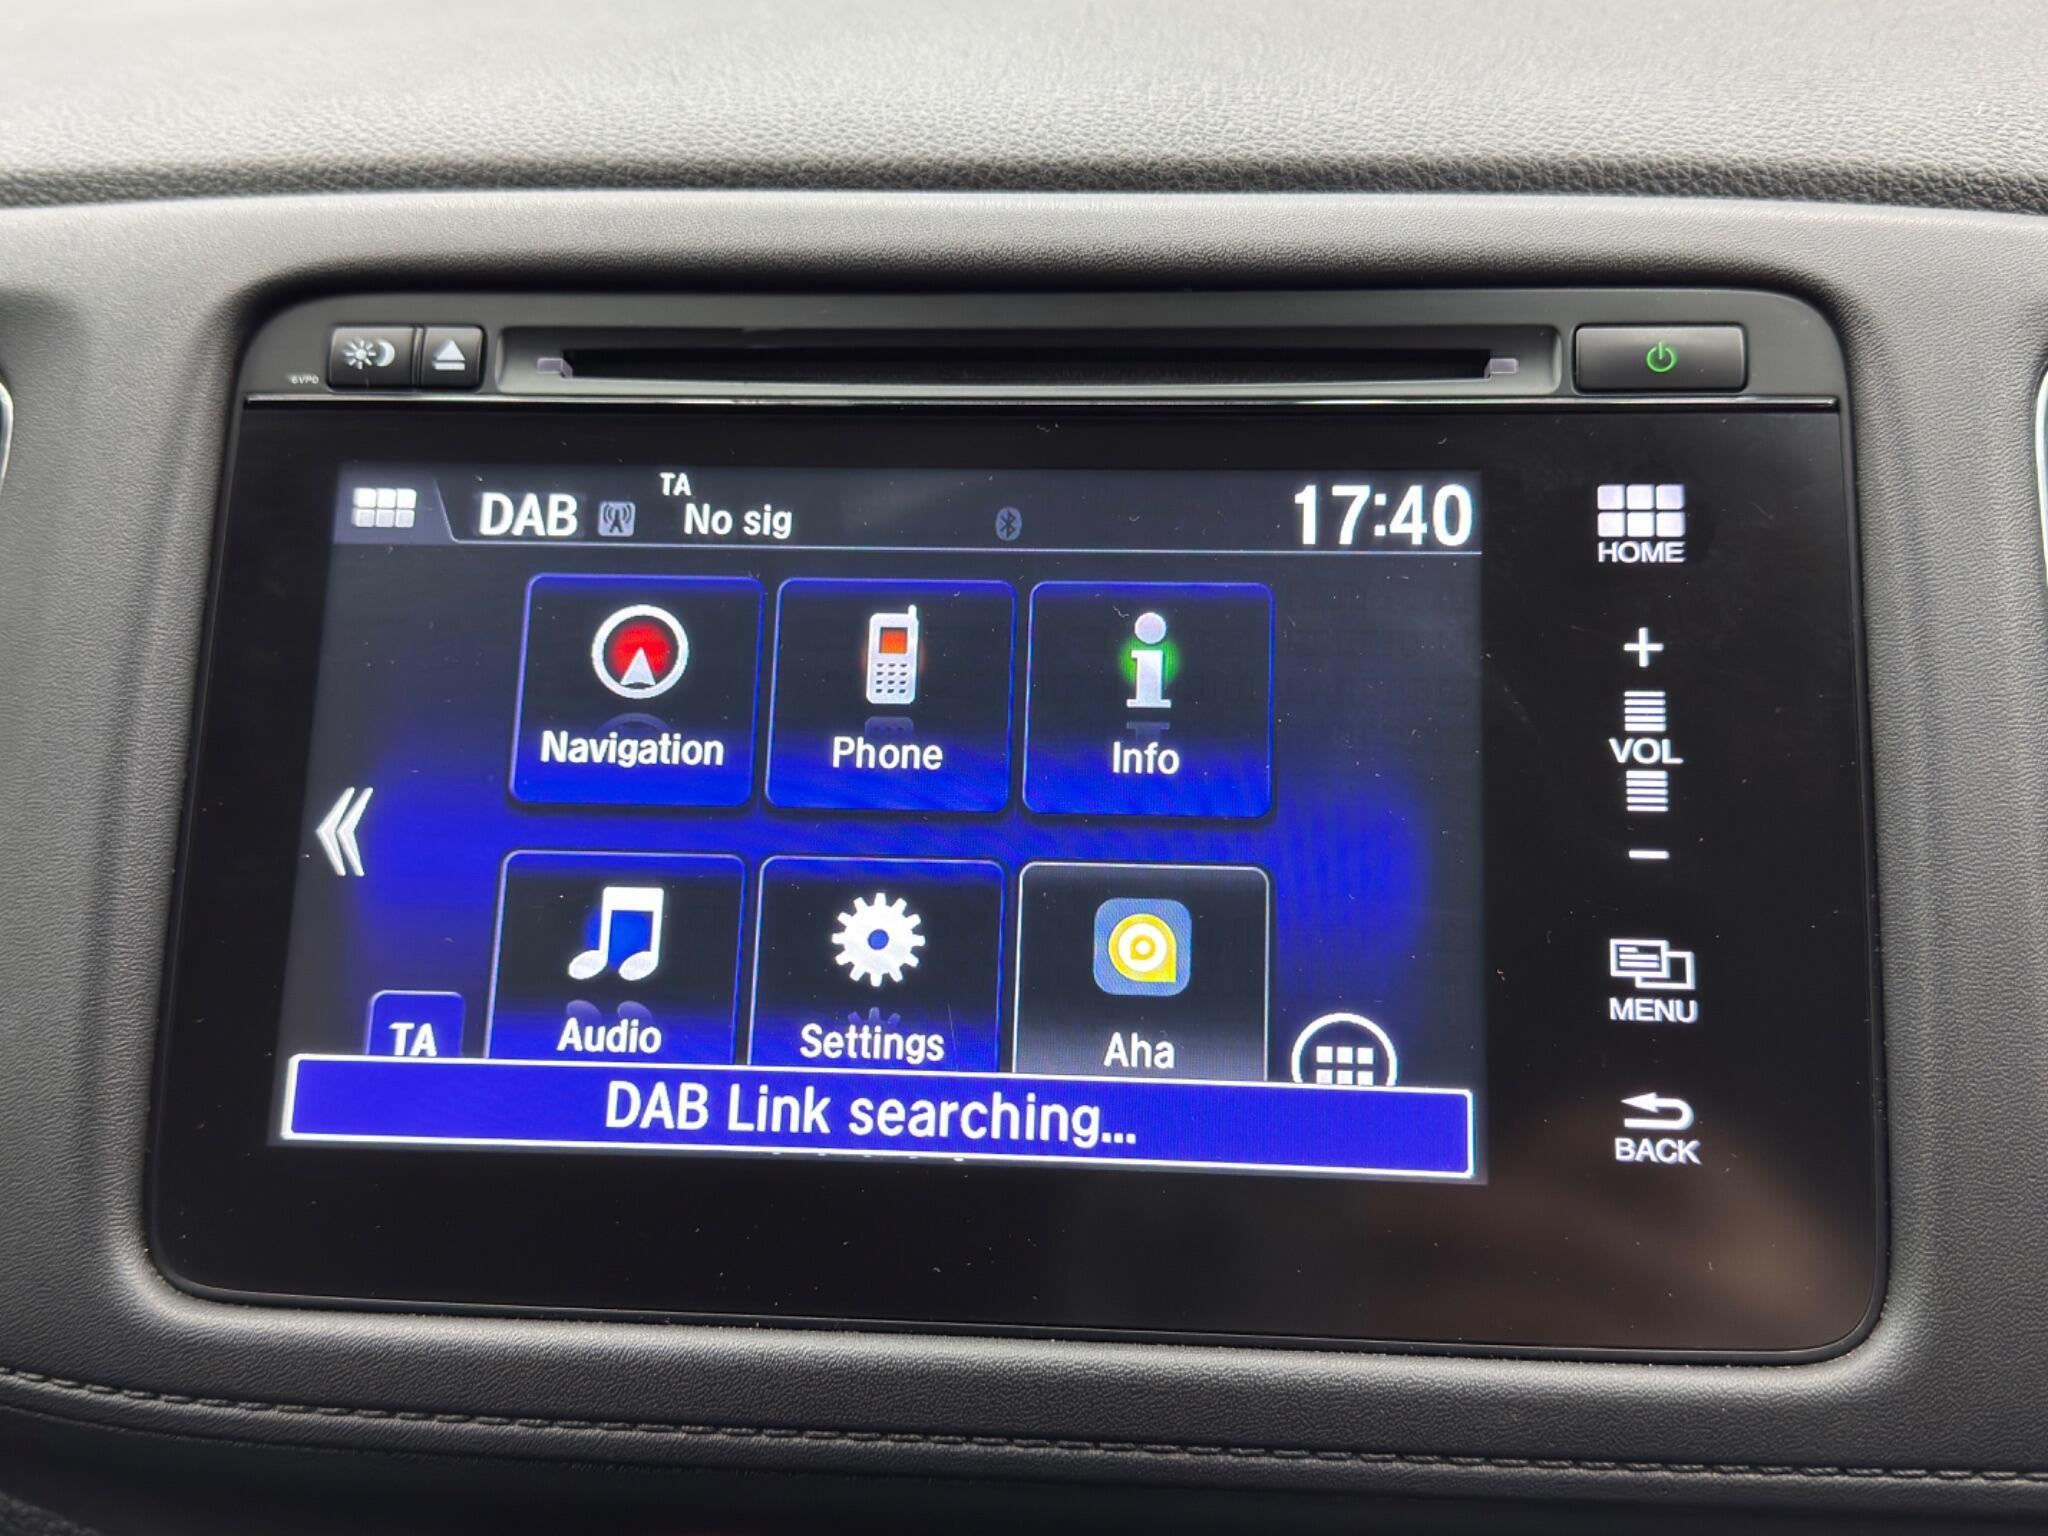 6VP0
TA
DAB No sig 17:40
HOME
Navigation Phone Info
+
VOL
-
Audio Settings Aha
TA
MENU
DAB Link searching...
BACK